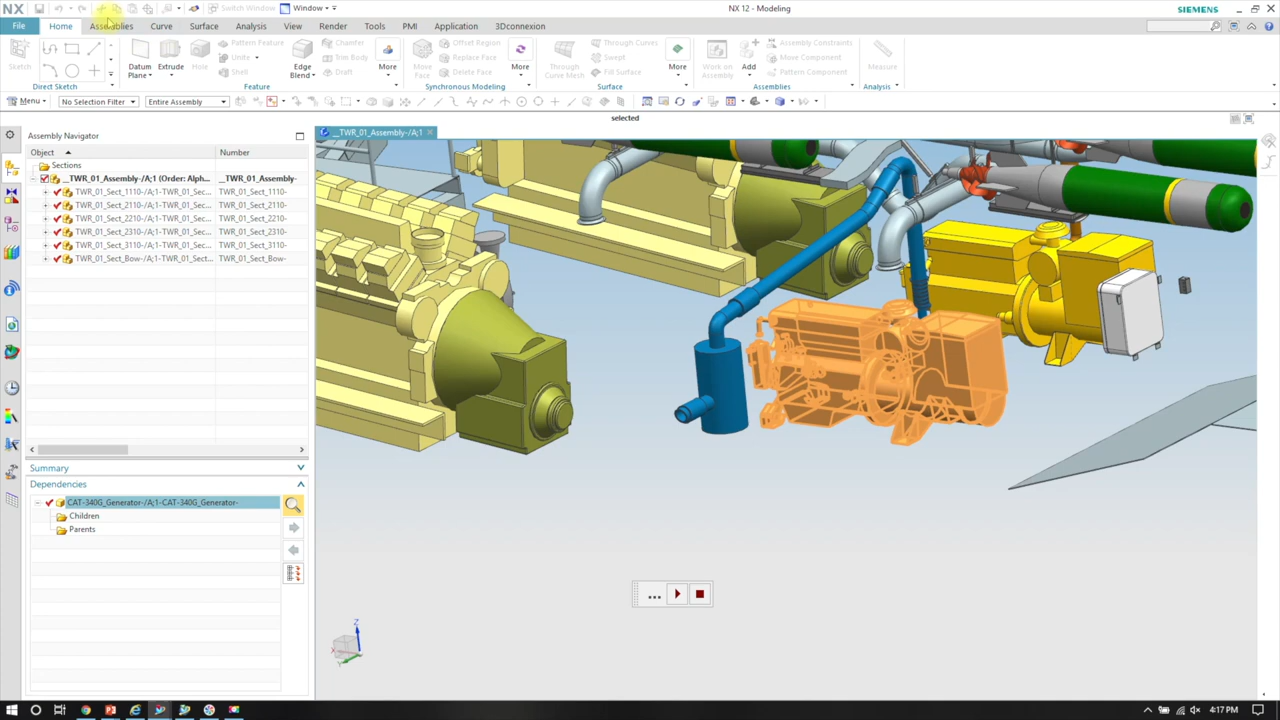 NX
Switch Window
Window
NX 12 - Modeling
SIEMENS
File
Home
Assemblies
Curve
Surface
Analysis
View
Render
Tools
PMI
Application
3Dconnexion
Sketch
Datum Plane
Extrude
Hole
Pattern Feature
Unite
Shell
Edge Blend
Chamfer
Trim Body
Draft
More
Move Face
Offset Region
Replace Face
Delete Face
More
Through Curve Mesh
Through Curves
Swept
Fill Surface
More
Work on Assembly
Add
Assembly Constraints
Move Component
Pattern Component
Measure
Direct Sketch
Feature
Synchronous Modeling
Surface
Assemblies
Analysis
Menu
No Selection Filter
Entire Assembly
selected
Assembly Navigator
__TWR_01_Assembly-/A;1
Object Number
Sections
__TWR_01_Assembly-/A;1 (Order: Alph... __TWR_01_Assembly-
TWR_01_Sect_1110-/A;1-TWR_01_Sec... TWR_01_Sect_1110-
TWR_01_Sect_2110-/A;1-TWR_01_Sec... TWR_01_Sect_2110-
TWR_01_Sect_2210-/A;1-TWR_01_Sec... TWR_01_Sect_2210-
TWR_01_Sect_2310-/A;1-TWR_01_Sec... TWR_01_Sect_2310-
TWR_01_Sect_3110-/A;1-TWR_01_Sec... TWR_01_Sect_3110-
TWR_01_Sect_Bow-/A;1-TWR_01_Sect... TWR_01_Sect_Bow-
Summary
Dependencies
CAT-340G_Generator-/A;1-CAT-340G_Generator-
Children
Parents
...
Z
X
Y
4:17 PM